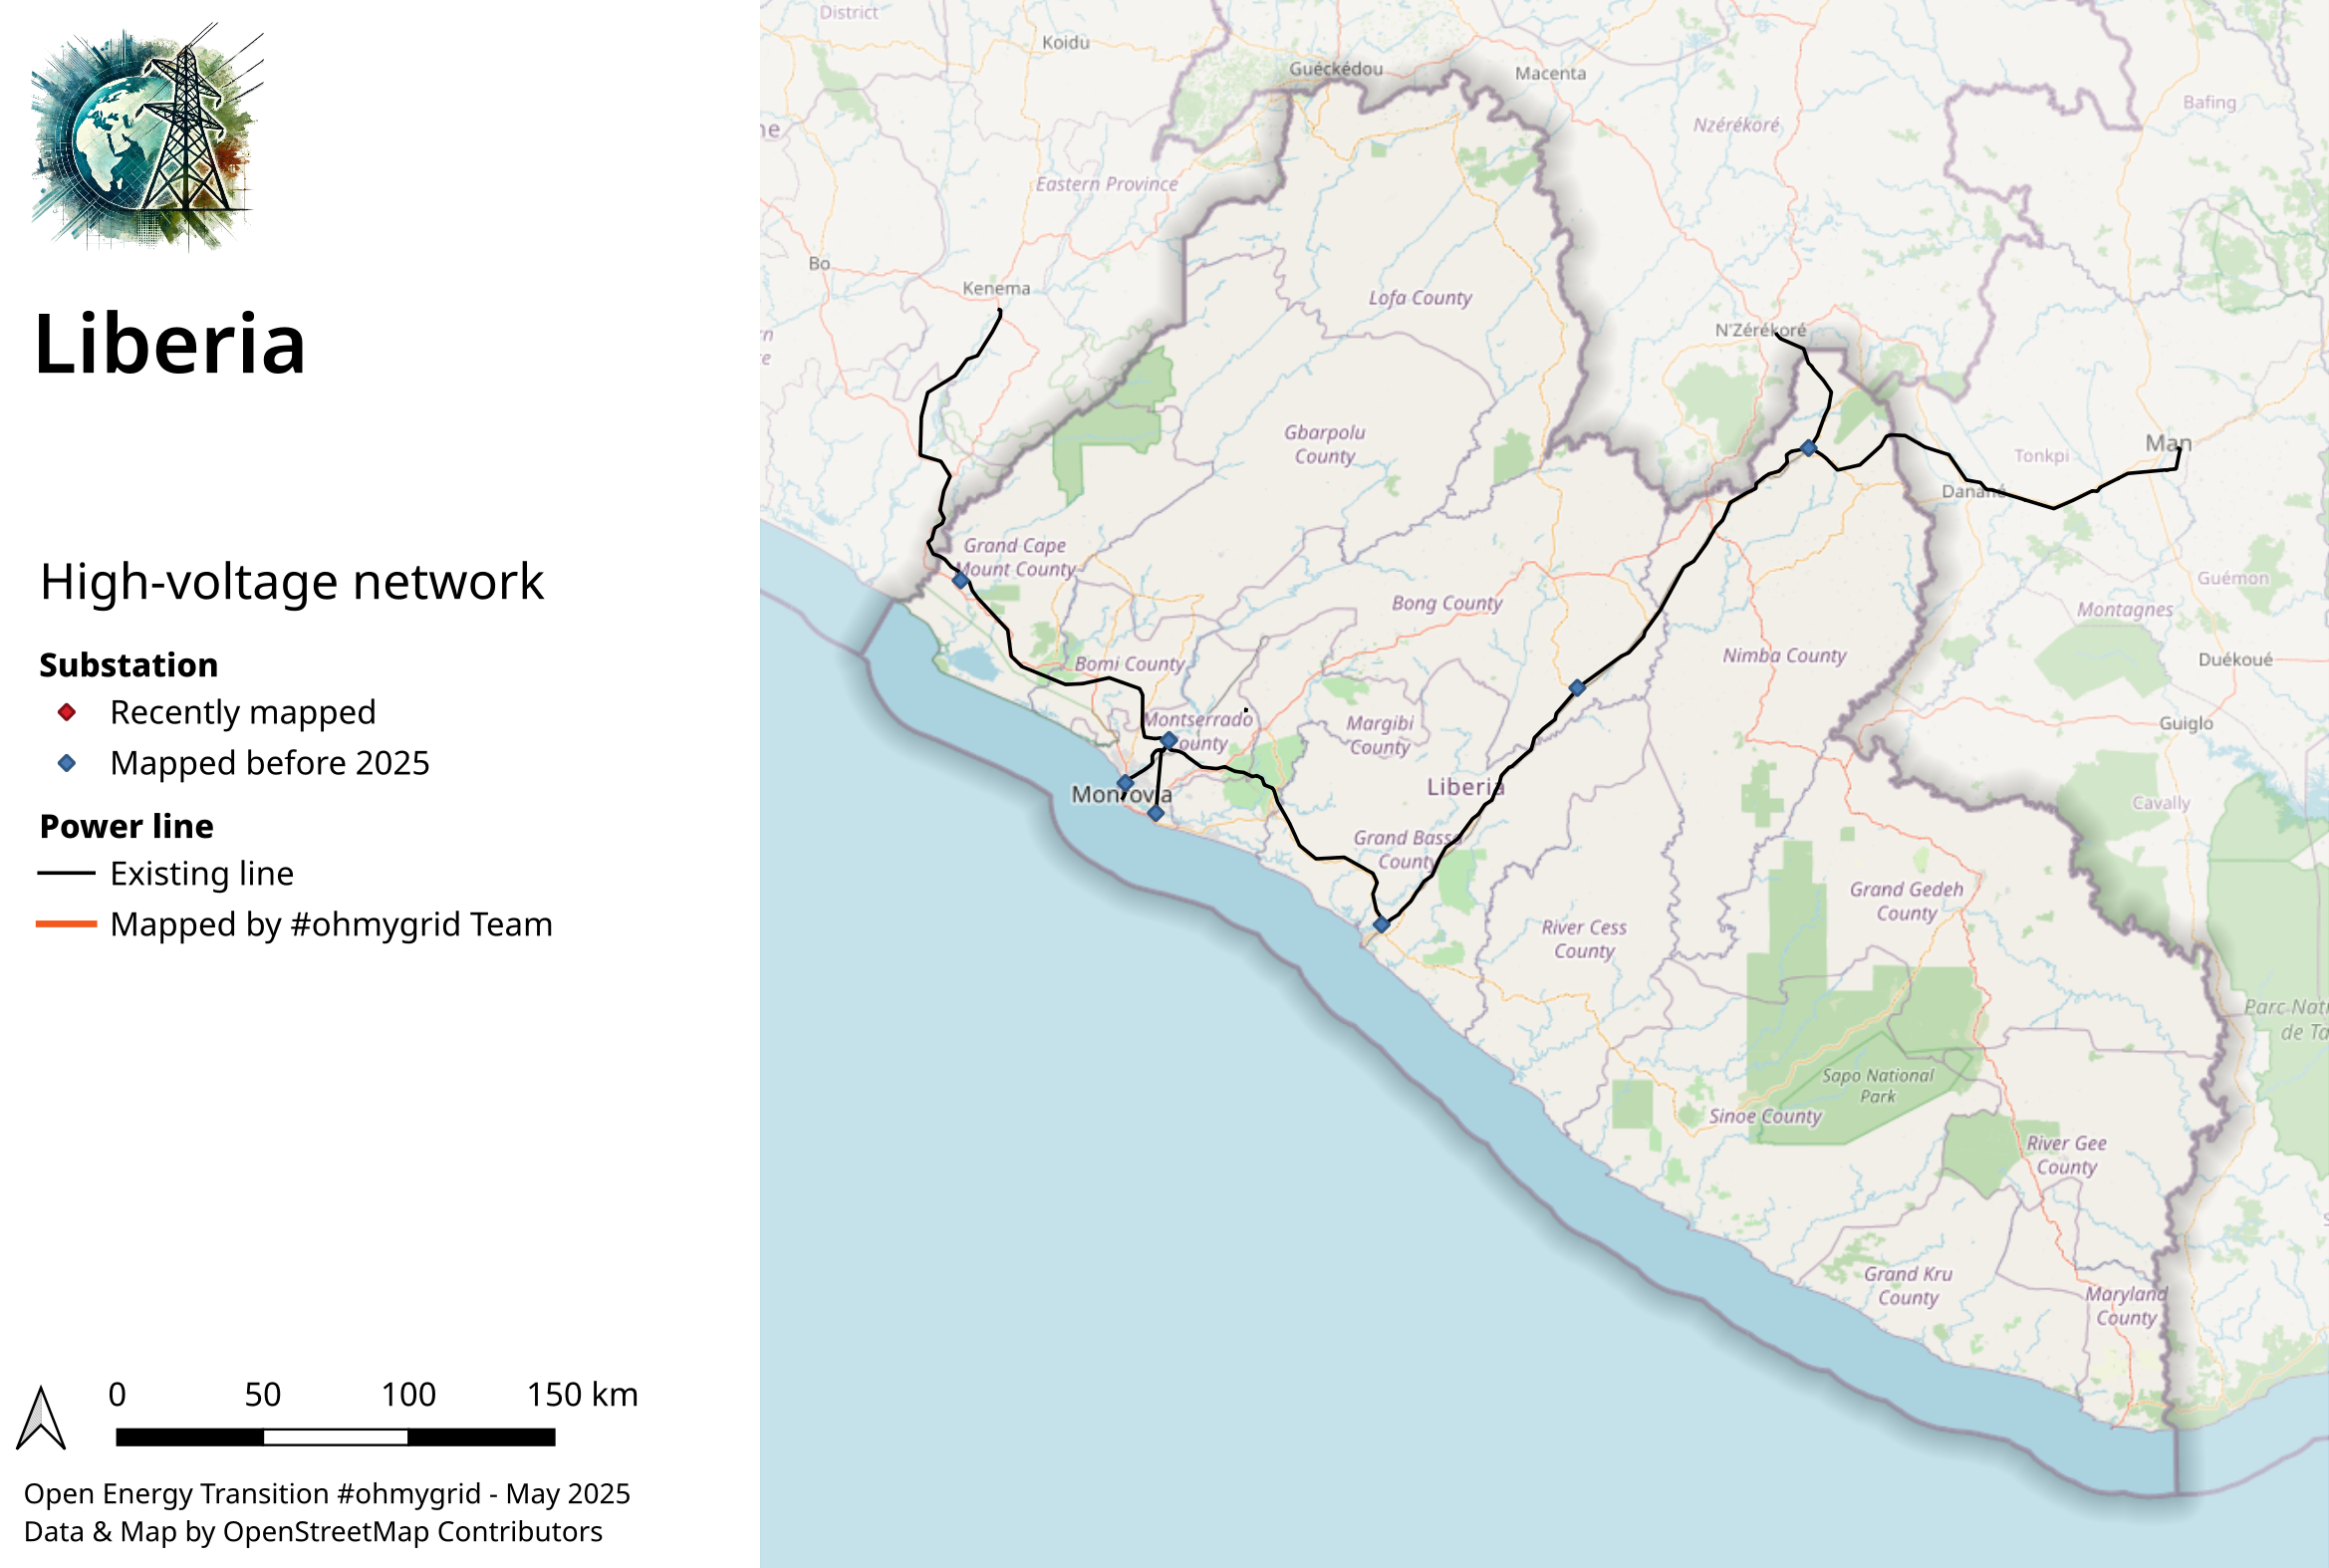 Liberia
High-voltage network
Substation
Recently mapped
Mapped before 2025
Power line
Existing line
Mapped by #ohmygrid Team
0 50 100 150 km
Open Energy Transition #ohmygrid - May 2025
Data & Map by OpenStreetMap Contributors
District
Koidu
Guéckédou
Macenta
Bafing
Nzérékoré
Eastern Province
Bo
Kenema
Lofa County
N'Zérékoré
Gbarpolu
County
Man
Tonkpi
Danané
Grand Cape
Mount County
Guémon
Montagnes
Bong County
Bomi County
Nimba County
Duékoué
Montserrado
County
Margibi
County
Guiglo
Monrovia
Liberia
Cavally
Grand Bassa
County
Grand Gedeh
County
River Cess
County
Parc Nati
de Ta
Sapo National
Park
Sinoe County
River Gee
County
Grand Kru
County
Maryland
County